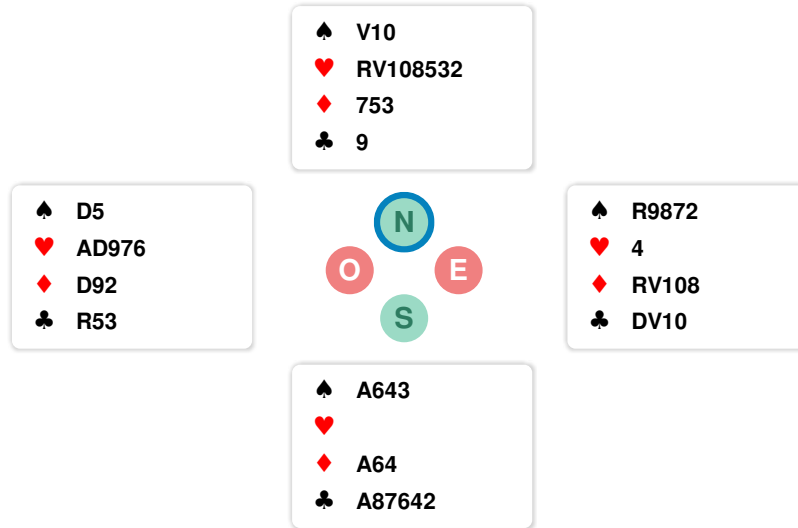 ♠ V10
♥ RV108532
♦ 753
♣ 9
♠ D5
♥ AD976
♦ D92
♣ R53
N
O E
S
♠ R9872
♥ 4
♦ RV108
♣ DV10
♠ A643
♥
♦ A64
♣ A87642